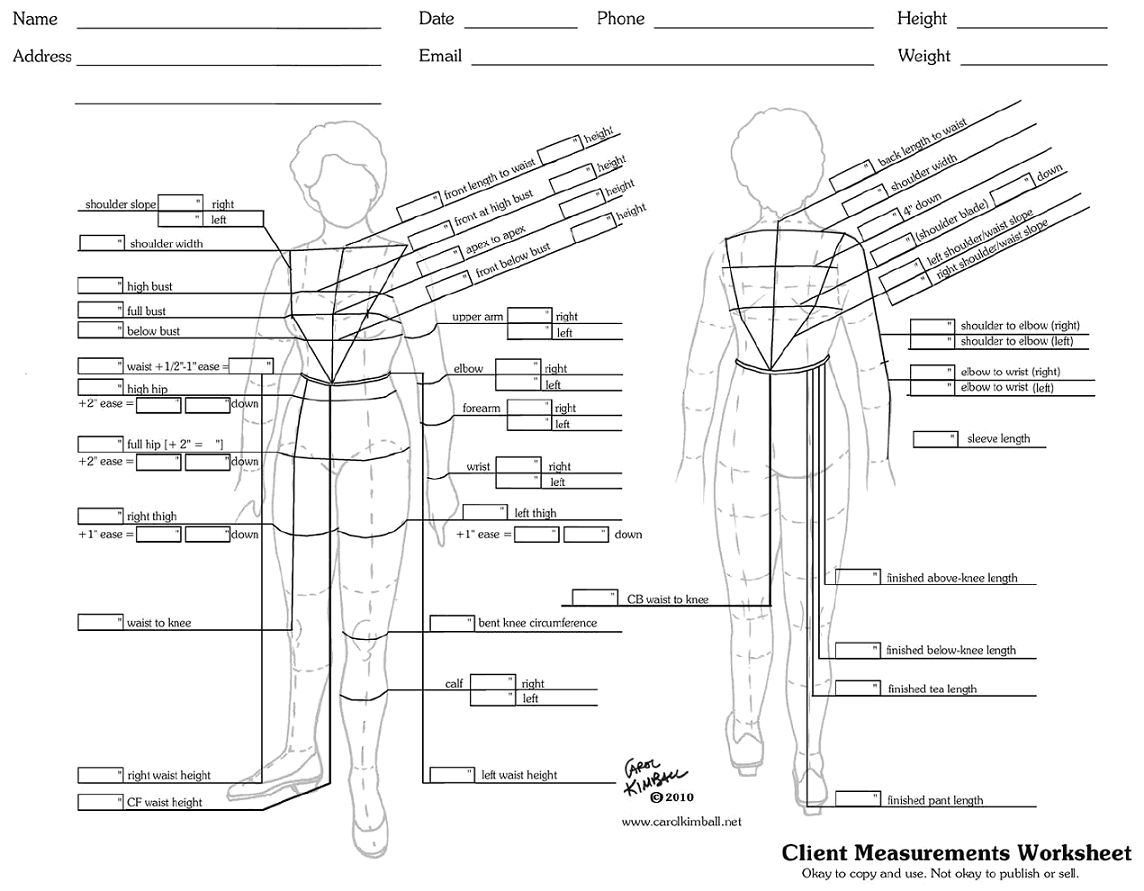 Name Date Phone Height
Address Email Weight
shoulder slope " right
" left
" shoulder width
" high bust
" full bust
" below bust
" waist +1/2"-1" ease = "
" high hip
+2" ease = " " down
" full hip [+ 2" = "]
+2" ease = " " down
" right thigh
+1" ease = " " down
" waist to knee
" right waist height
" CF waist height
" front length to waist " height
" front at high bust " height
" apex to apex " height
" front below bust " height
upper arm " right
" left
elbow " right
" left
forearm " right
" left
wrist " right
" left
" left thigh
+1" ease = " " down
" CB waist to knee
" bent knee circumference
calf " right
" left
" left waist height
" back length to waist
" shoulder width
" 4" down
" (shoulder blade) " down
" left shoulder/waist slope
" right shoulder/waist slope
" shoulder to elbow (right)
" shoulder to elbow (left)
" elbow to wrist (right)
" elbow to wrist (left)
" sleeve length
" finished above-knee length
" finished below-knee length
" finished tea length
" finished pant length
CAROL
KIMBALL
© 2010
www.carolkimball.net
Client Measurements Worksheet
Okay to copy and use. Not okay to publish or sell.